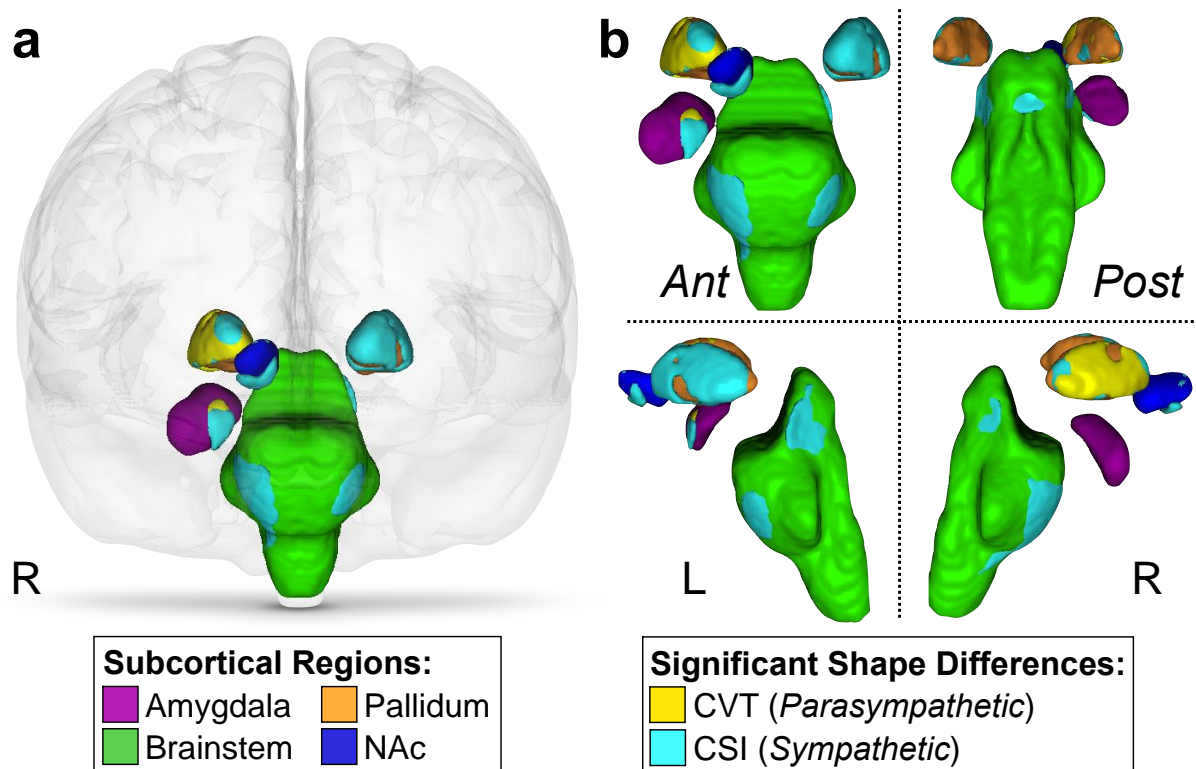 a
b
Ant
Post
R
L
R
Subcortical Regions:
Amygdala
Pallidum
Brainstem
NAc
Significant Shape Differences:
CVT (Parasympathetic)
CSI (Sympathetic)